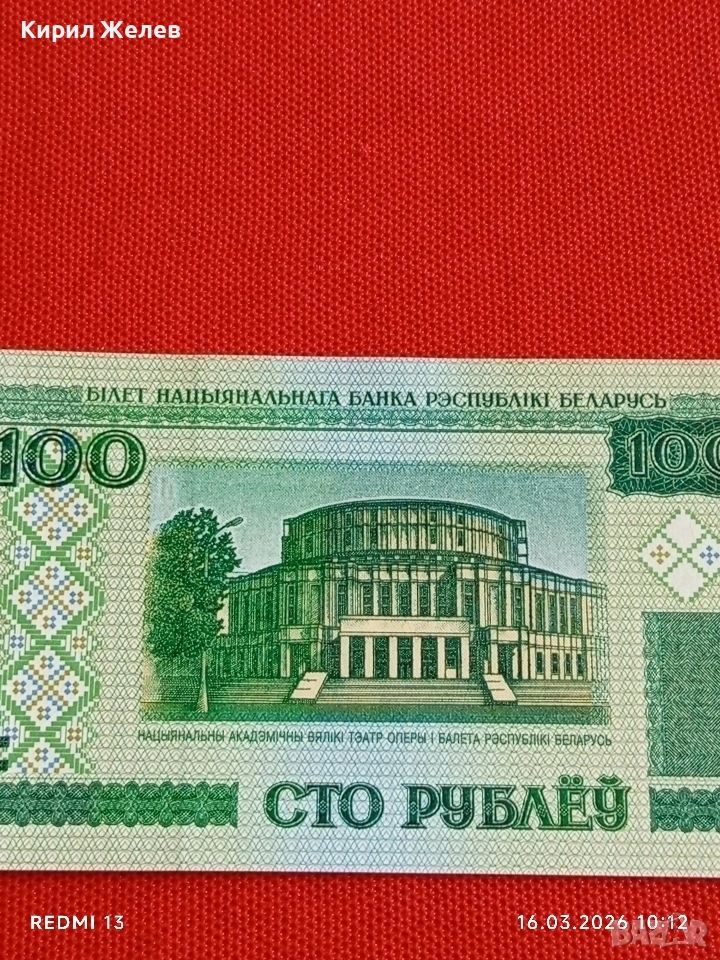 Кирил Желев
БІЛЕТ НАЦЫЯНАЛЬНАГА БАНКА РЭСПУБЛІКІ БЕЛАРУСЬ
100 100
НАЦЫЯНАЛЬНЫ АКАДЭМІЧНЫ ВЯЛІКІ ТЭАТР ОПЕРЫ І БАЛЕТА РЭСПУБЛІКІ БЕЛАРУСЬ
СТО РУБЛЁЎ
REDMI 13 16.03.2026 10:12
BAZAR